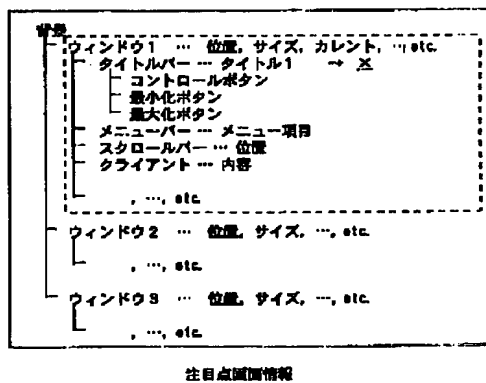 背景
ウィンドウ1 … 位置，サイズ，カレント，…，etc.
タイトルバー … タイトル1 → ×
コントロールボタン
最小化ボタン
最大化ボタン
メニューバー … メニュー項目
スクロールバー … 位置
クライアント … 内容
，…，etc.
ウィンドウ2 … 位置，サイズ，…，etc.
，…，etc.
ウィンドウ3 … 位置，サイズ，…，etc.
，…，etc.
注目点画面情報